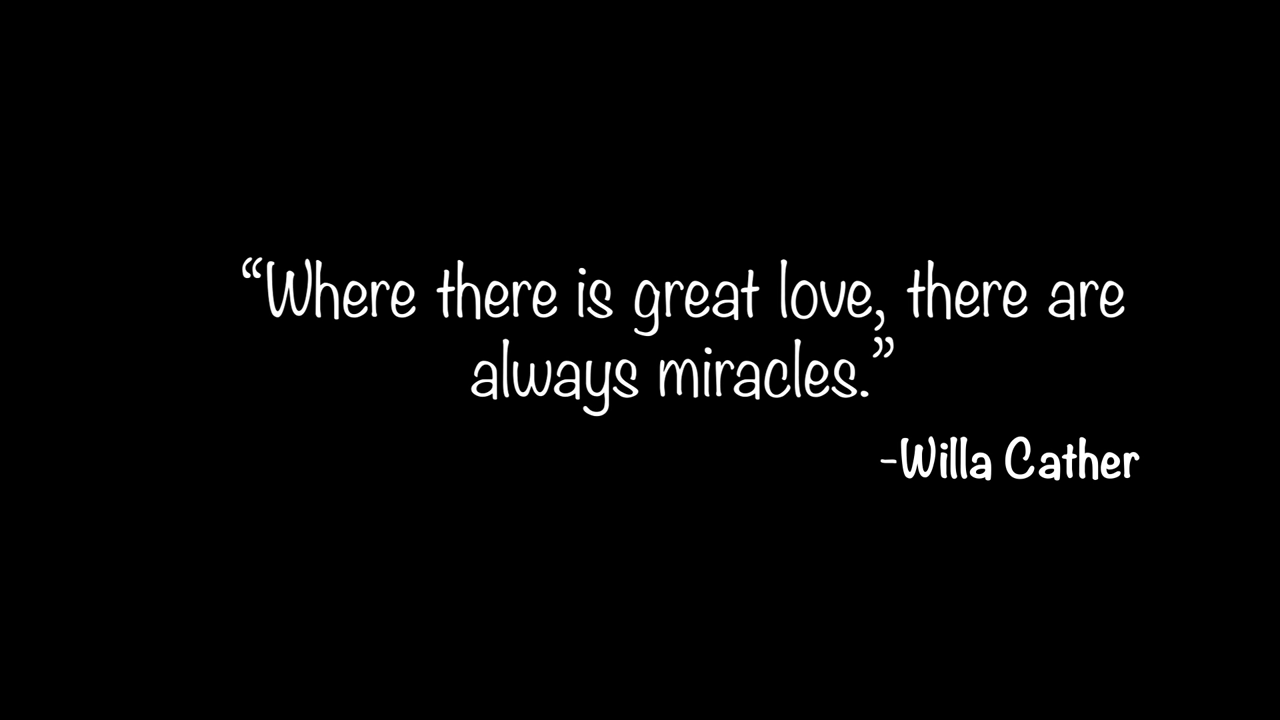 “Where there is great love, there are
always miracles.”
-Willa Cather